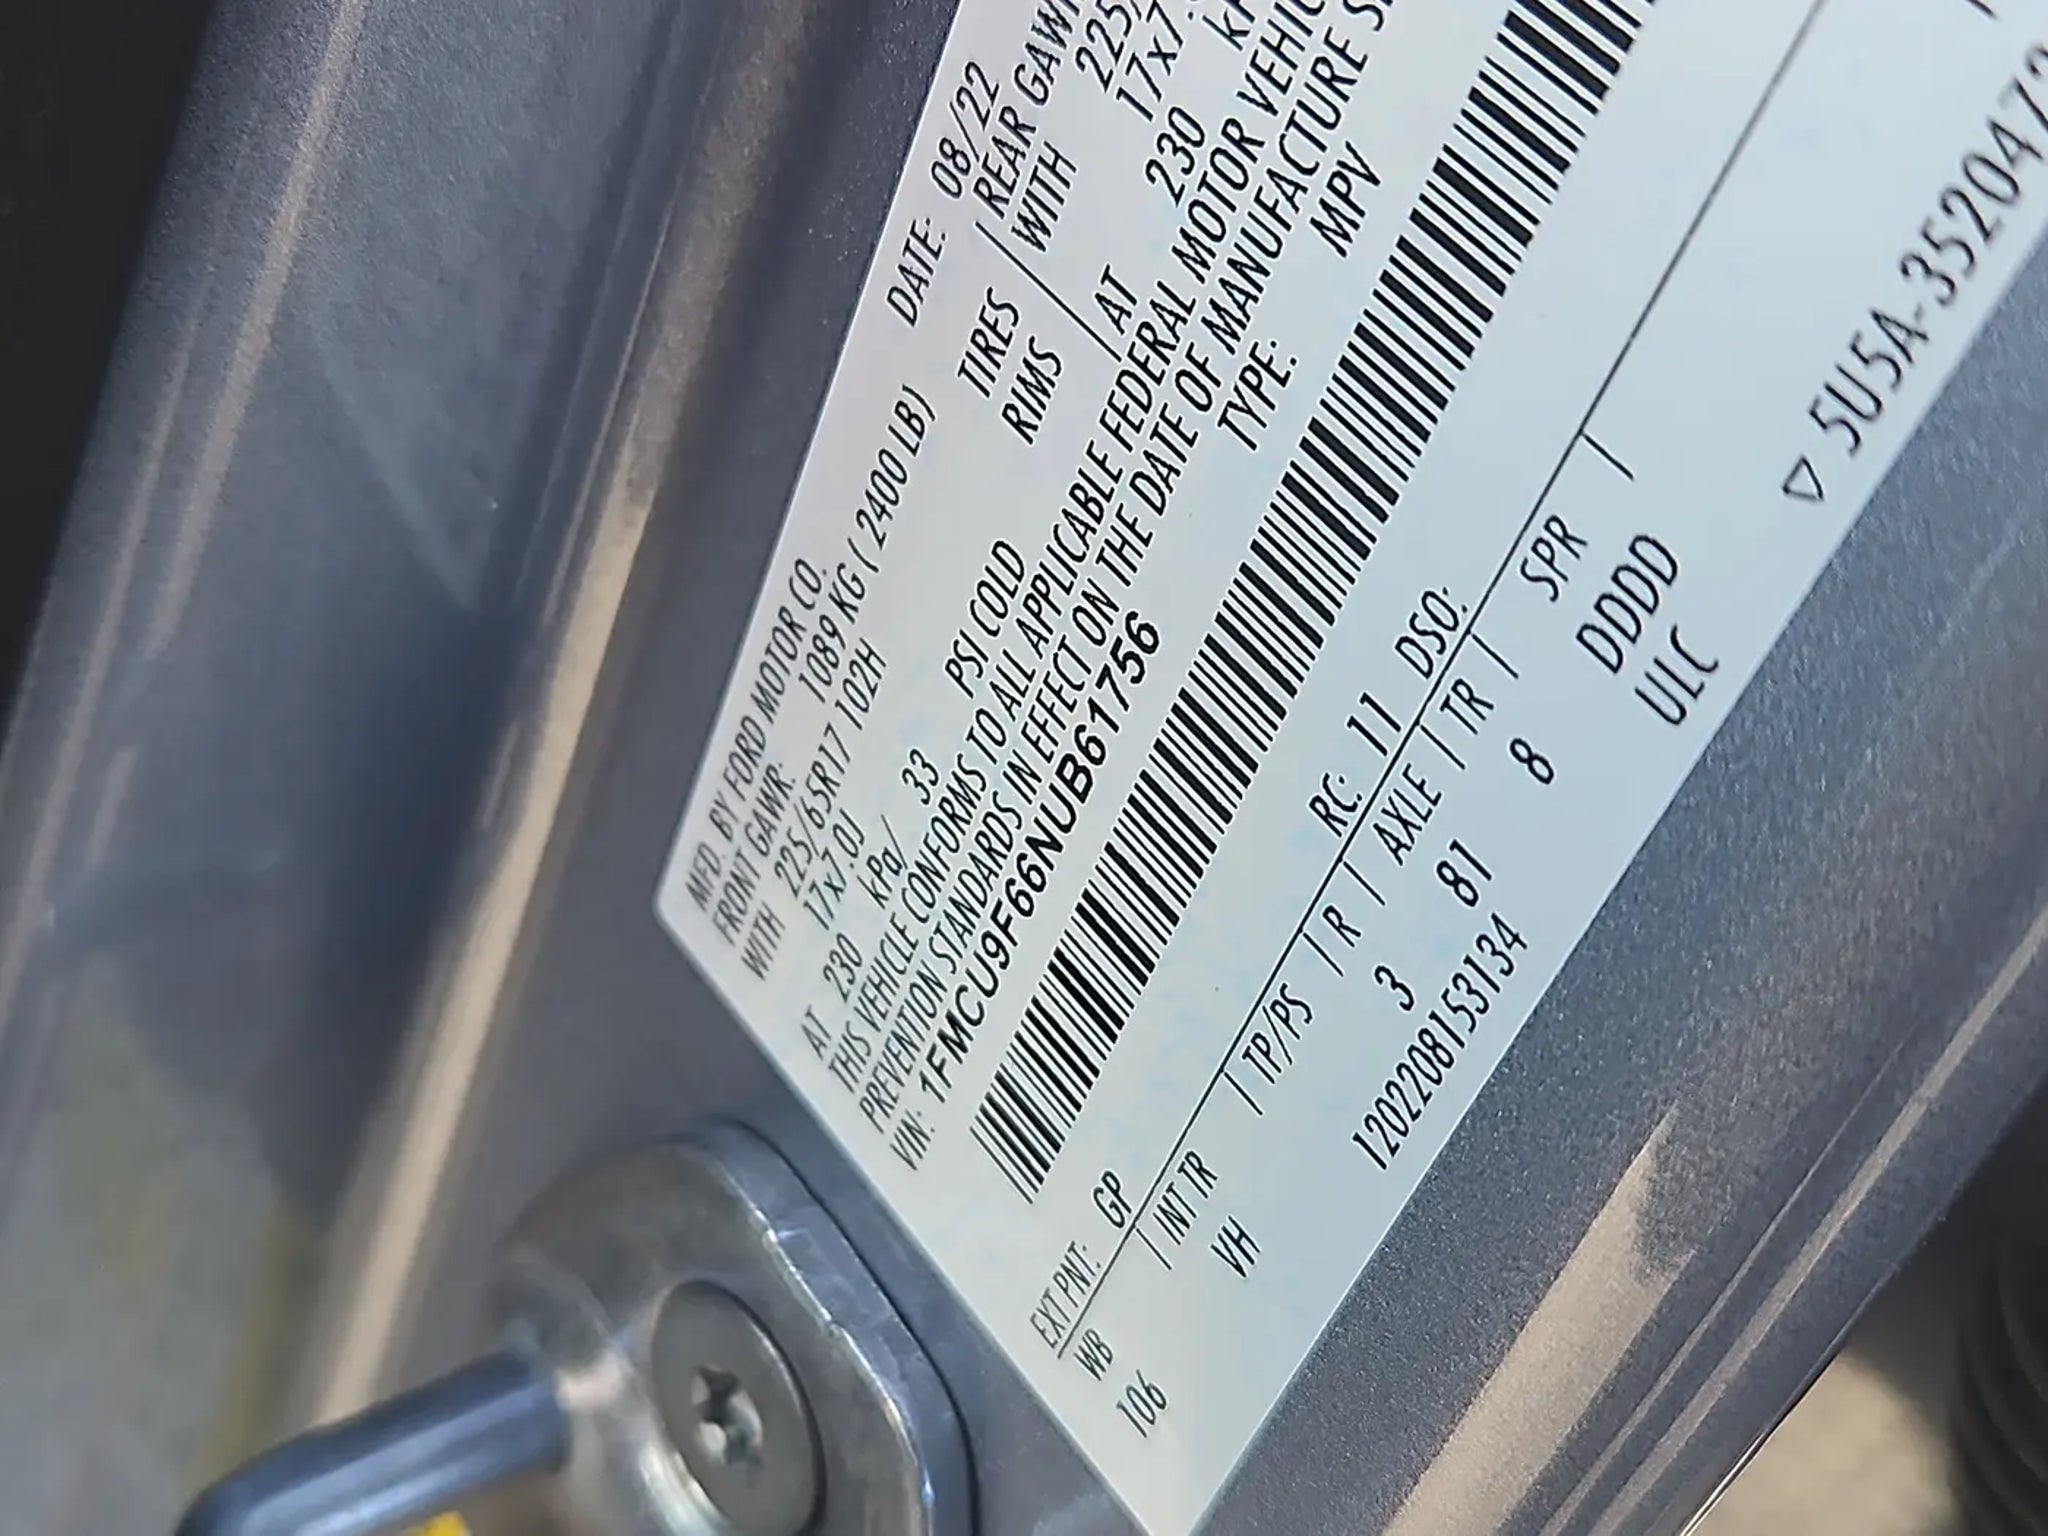 MFD. BY FORD MOTOR CO. DATE: 08/22
FRONT GAWR: 1089 KG ( 2400 LB) REAR GAWR
WITH 225/65R17 102H TIRES WITH 225/
17x7.0J RIMS 17x7.
AT 230 kPa/ 33 PSI COLD AT 230
THIS VEHICLE CONFORMS TO ALL APPLICABLE FEDERAL MOTOR
PREVENTION STANDARDS IN EFFECT ON THE DATE OF MANUFACTURE
VIN: 1FMCU9F66NUB61756 TYPE: MPV
EXT PNT: GP RC: 11 DSO:
WB | INT TR | TP/PS | R | AXLE | TR | SPR |
106 VH 3 81 8 DDDD
1202208153134 ULC
▽ 5U5A-3520472